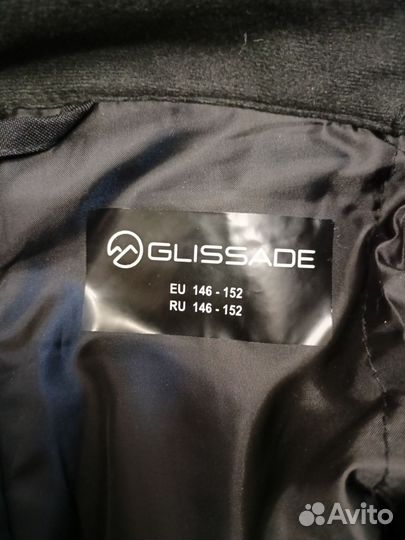 GLISSADE
EU 146 - 152
RU 146 - 152
Avito